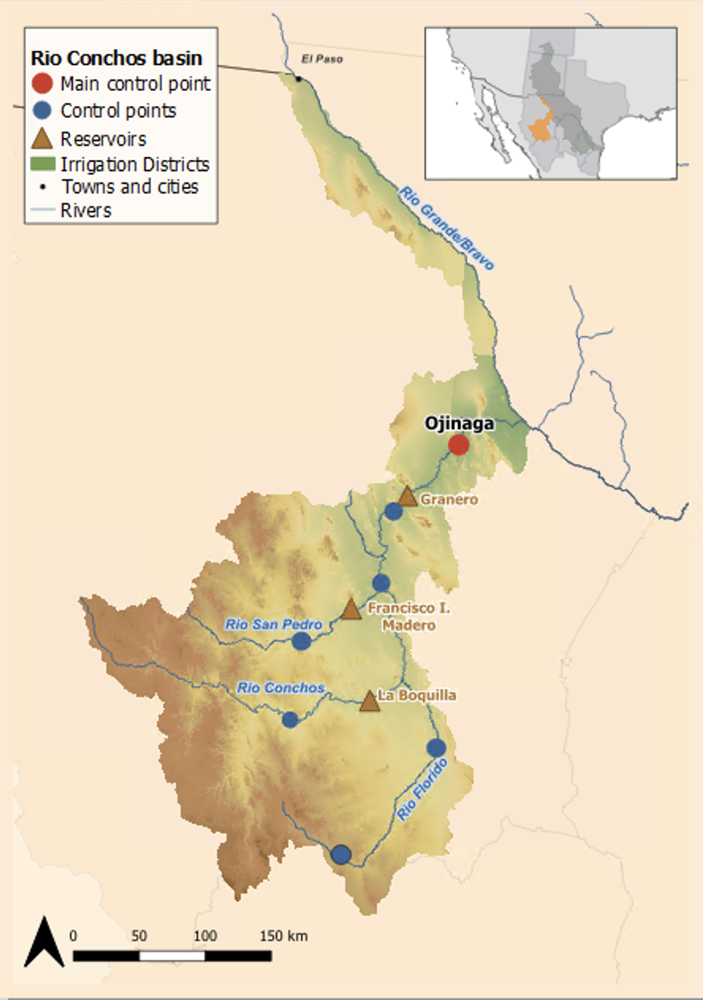 Rio Conchos basin
Main control point
Control points
Reservoirs
Irrigation Districts
Towns and cities
Rivers
El Paso
Rio Grande/Bravo
Ojinaga
Granero
Francisco I.
Madero
Rio San Pedro
Rio Conchos
La Boquilla
Rio Florido
0 50 100 150 km